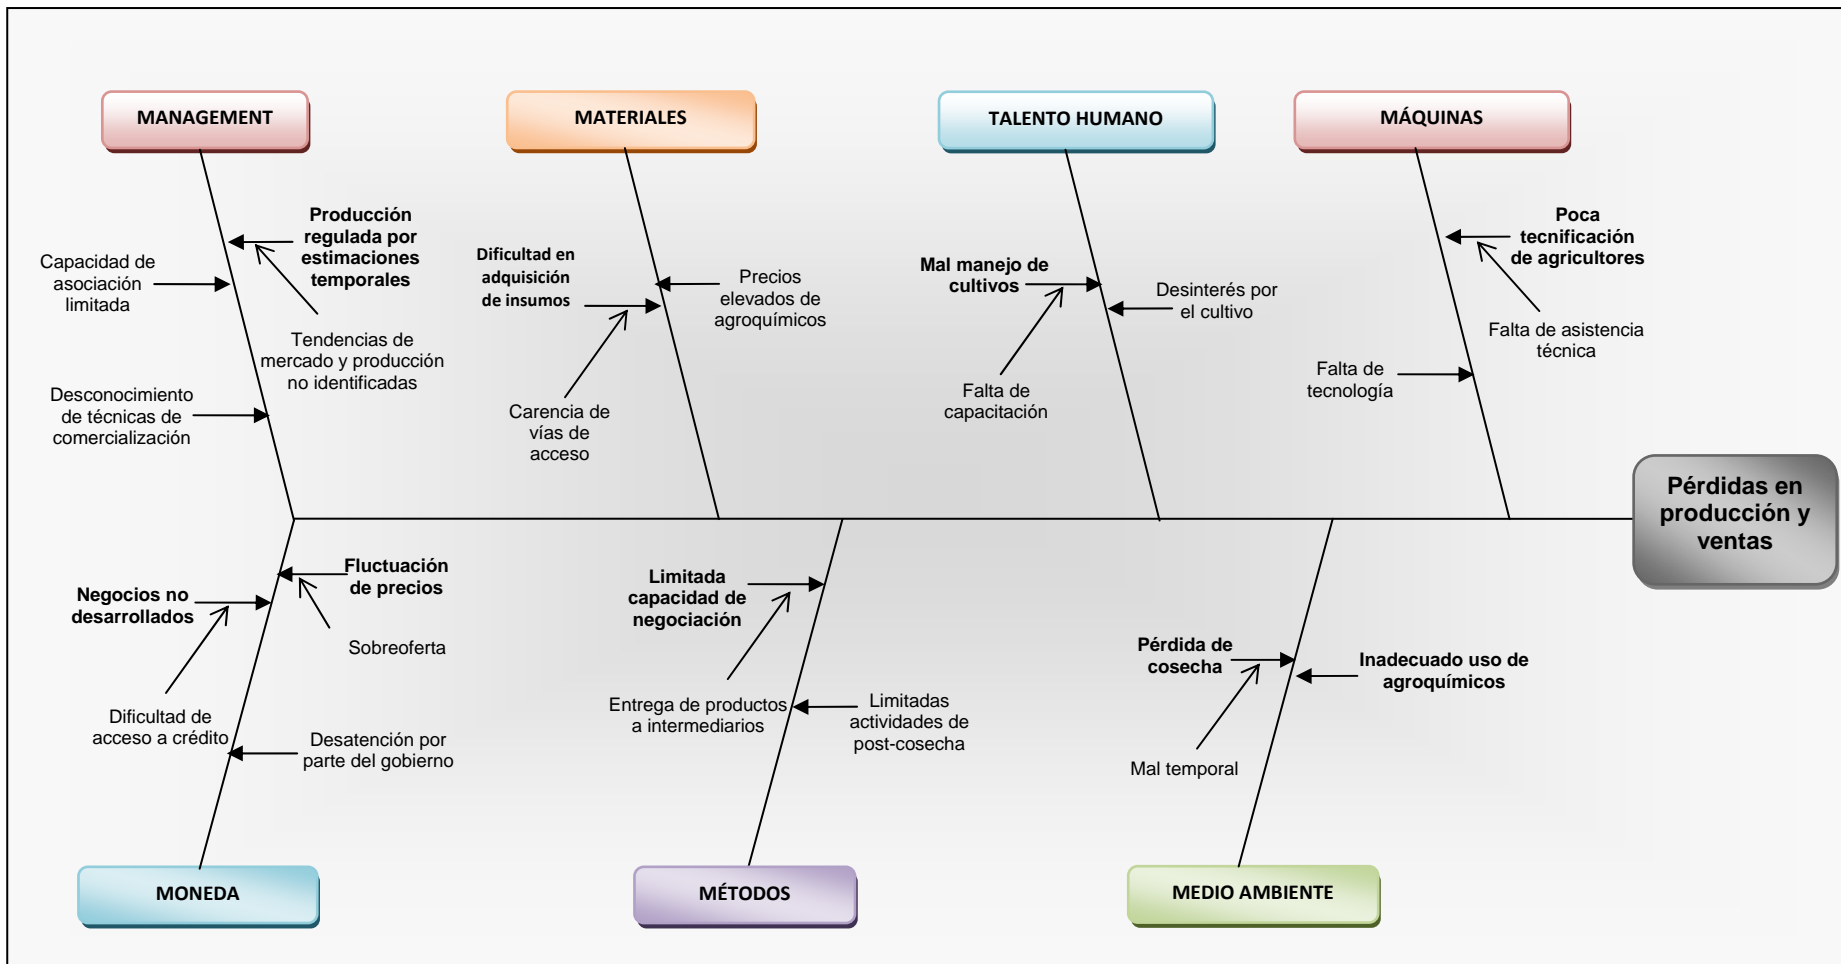 MANAGEMENT
MATERIALES
TALENTO HUMANO
MÁQUINAS
Producción
regulada por
estimaciones
temporales
Capacidad de
asociación
limitada
Tendencias de
mercado y producción
no identificadas
Desconocimiento
de técnicas de
comercialización
Dificultad en
adquisición
de insumos
Precios
elevados de
agroquímicos
Carencia de
vías de
acceso
Mal manejo de
cultivos
Desinterés por
el cultivo
Falta de
capacitación
Poca
tecnificación
de agricultores
Falta de asistencia
técnica
Falta de
tecnología
Pérdidas en
producción y
ventas
Fluctuación
de precios
Negocios no
desarrollados
Sobreoferta
Dificultad de
acceso a crédito
Desatención por
parte del gobierno
Limitada
capacidad de
negociación
Entrega de productos
a intermediarios
Limitadas
actividades de
post-cosecha
Pérdida de
cosecha
Inadecuado uso de
agroquímicos
Mal temporal
MONEDA
MÉTODOS
MEDIO AMBIENTE